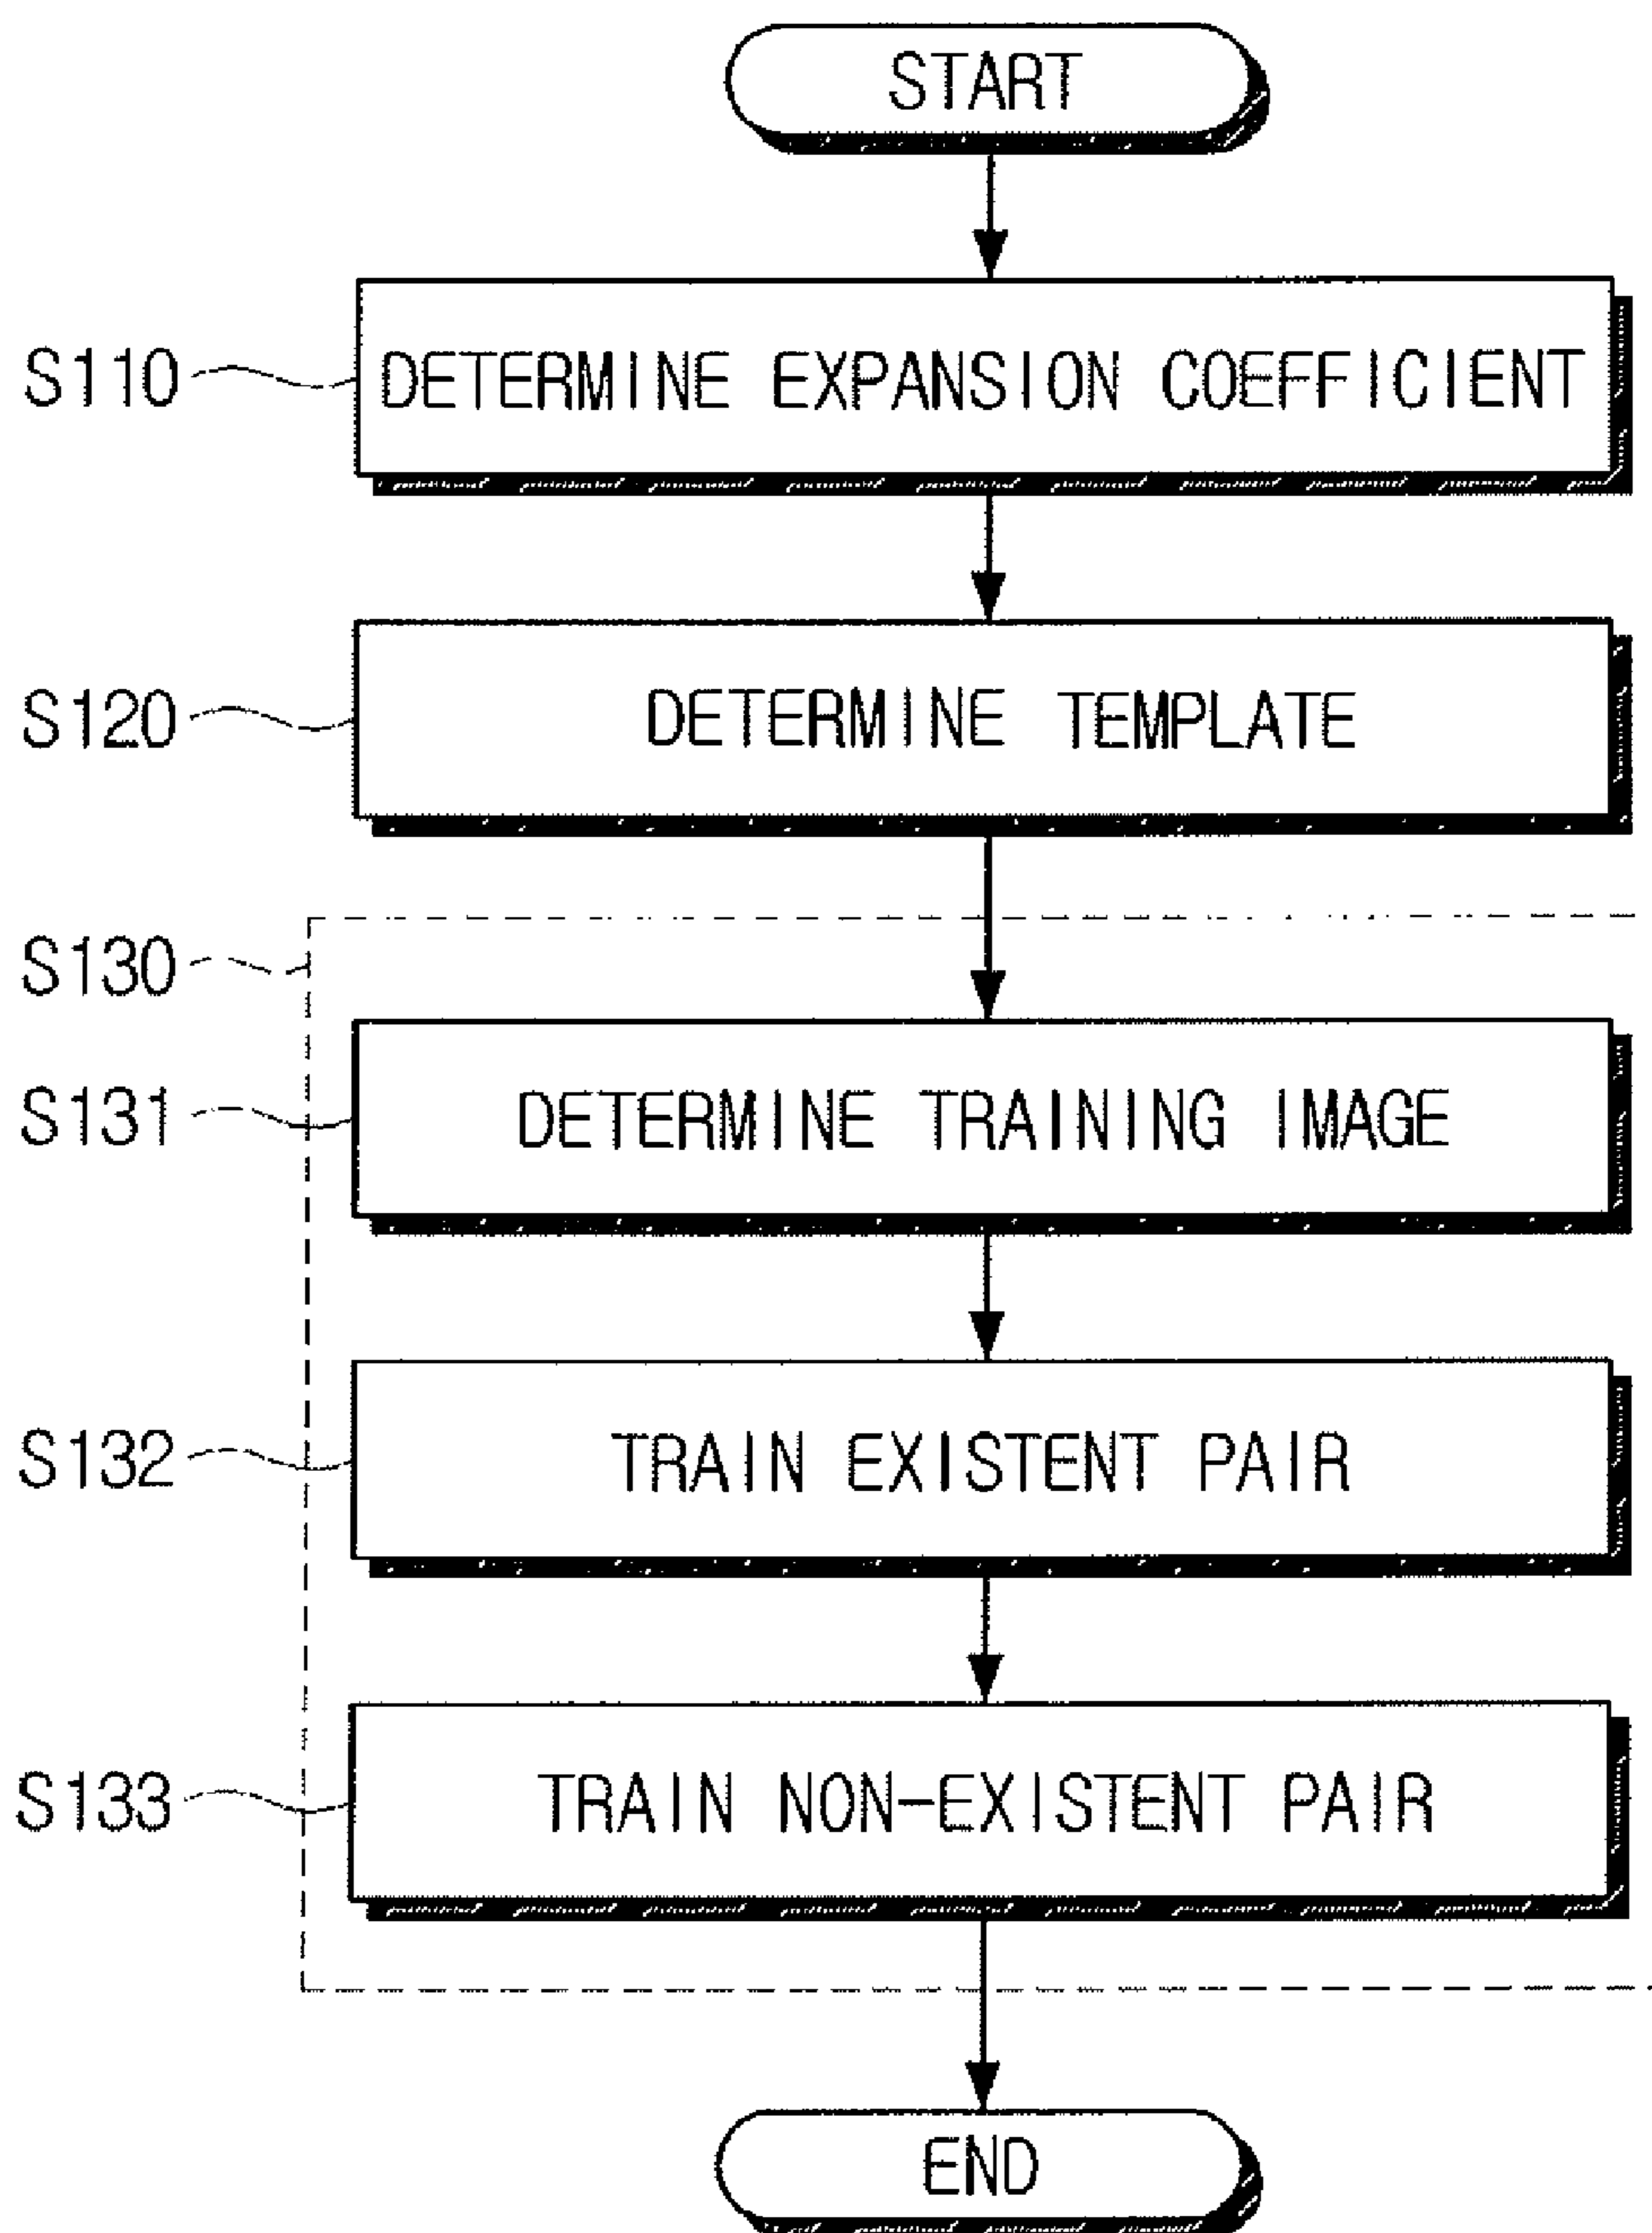 START
S110 DETERMINE EXPANSION COEFFICIENT
S120 DETERMINE TEMPLATE
S130
S131 DETERMINE TRAINING IMAGE
S132 TRAIN EXISTENT PAIR
S133 TRAIN NON-EXISTENT PAIR
END